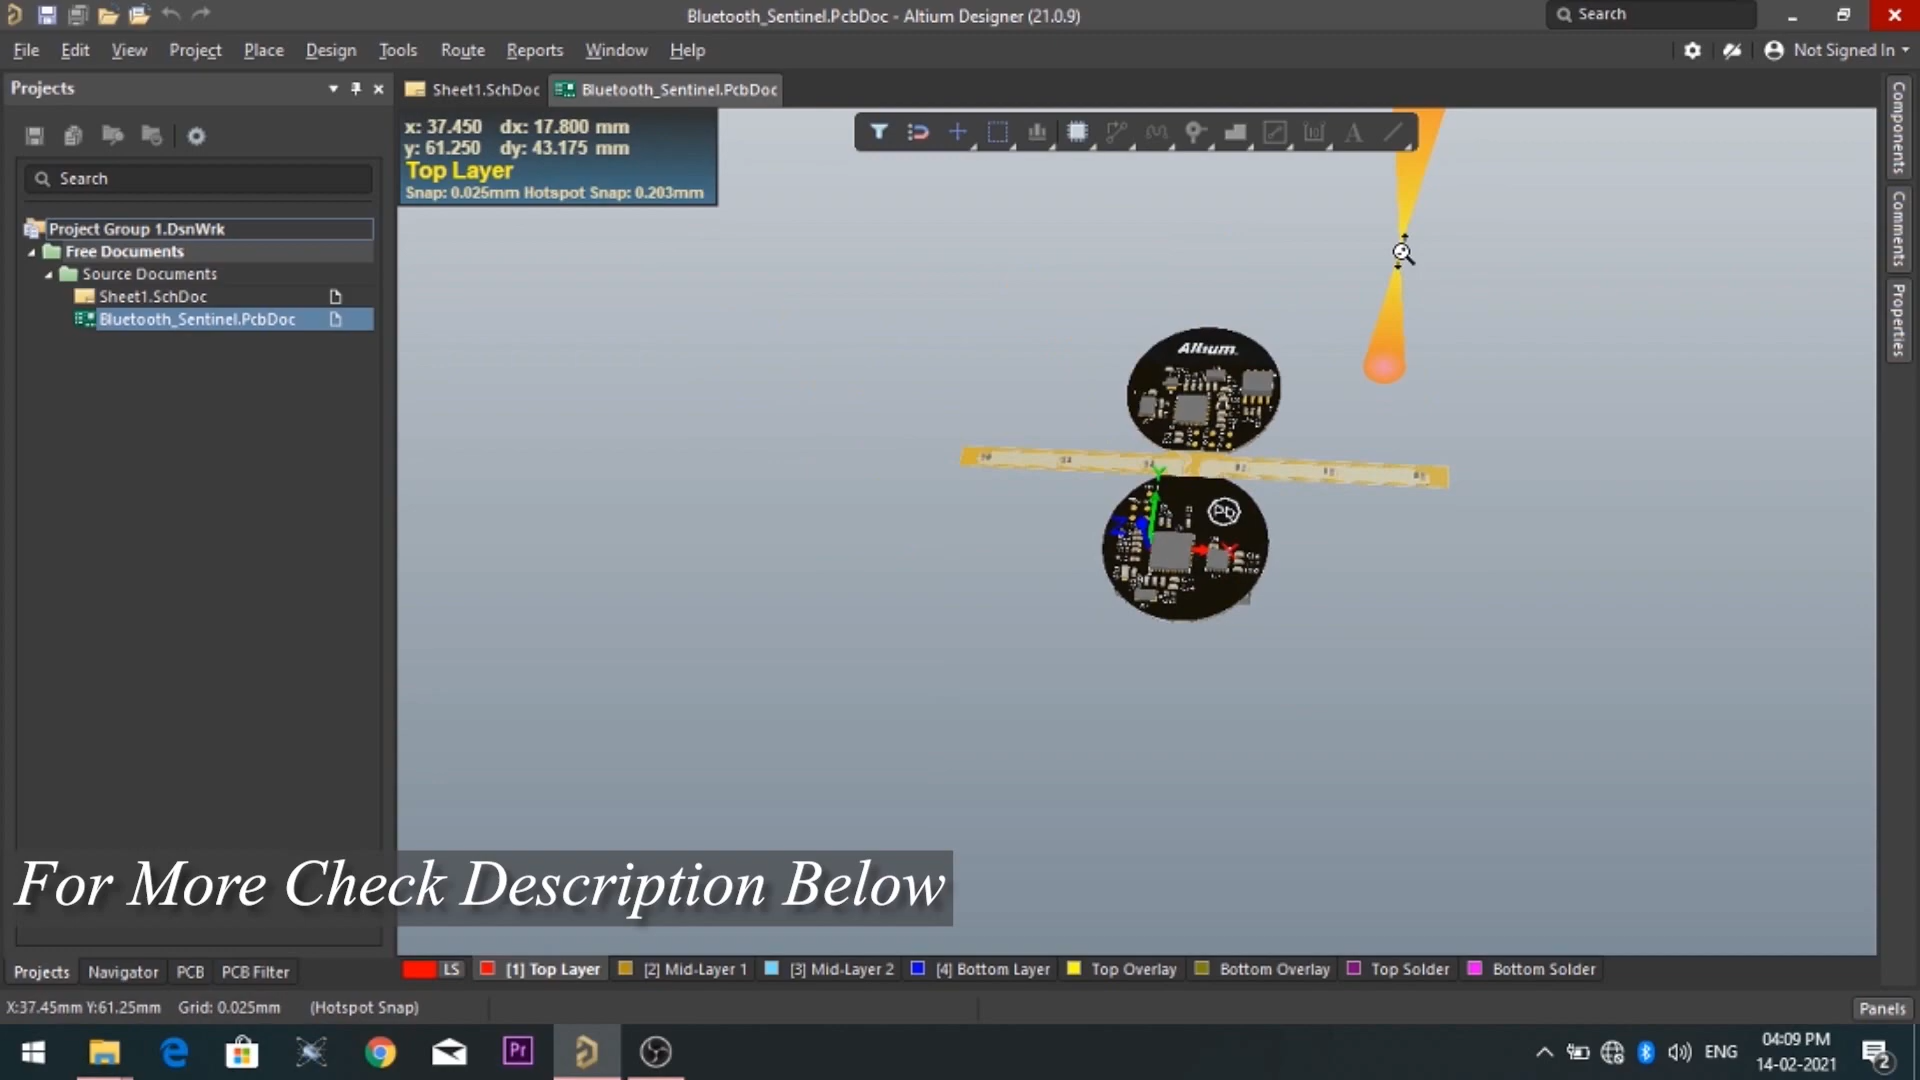 Bluetooth_Sentinel.PcbDoc - Altium Designer (21.0.9)
Search
File Edit View Project Place Design Tools Route Reports Window Help
Not Signed In
Projects
Sheet1.SchDoc
Bluetooth_Sentinel.PcbDoc
x: 37.450 dx: 17.800 mm
y: 61.250 dy: 43.175 mm
Top Layer
Snap: 0.025mm Hotspot Snap: 0.203mm
Search
Project Group 1.DsnWrk
Free Documents
Source Documents
Sheet1.SchDoc
Bluetooth_Sentinel.PcbDoc
Components
Comments
Properties
Altium
Pb
For More Check Description Below
Projects Navigator PCB PCB Filter
LS [1] Top Layer [2] Mid-Layer 1 [3] Mid-Layer 2 [4] Bottom Layer Top Overlay Bottom Overlay Top Solder Bottom Solder
X:37.45mm Y:61.25mm Grid: 0.025mm (Hotspot Snap)
Panels
Pr
ENG
04:09 PM
14-02-2021
2